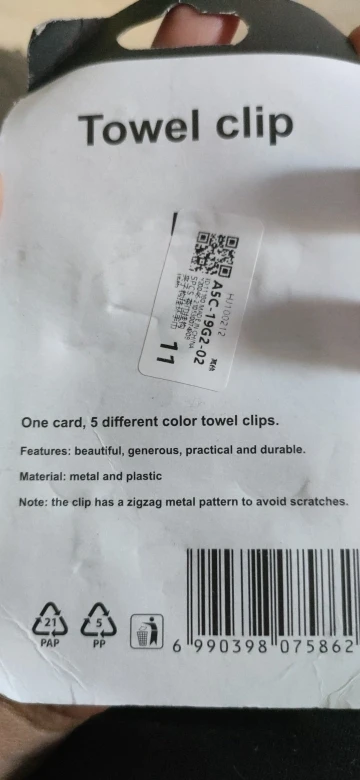 Towel clip
HJ100212
A5C-19G2-02
11
One card, 5 different color towel clips.
Features: beautiful, generous, practical and durable.
Material: metal and plastic
Note: the clip has a zigzag metal pattern to avoid scratches.
21
PAP
5
PP
6 990398 075862